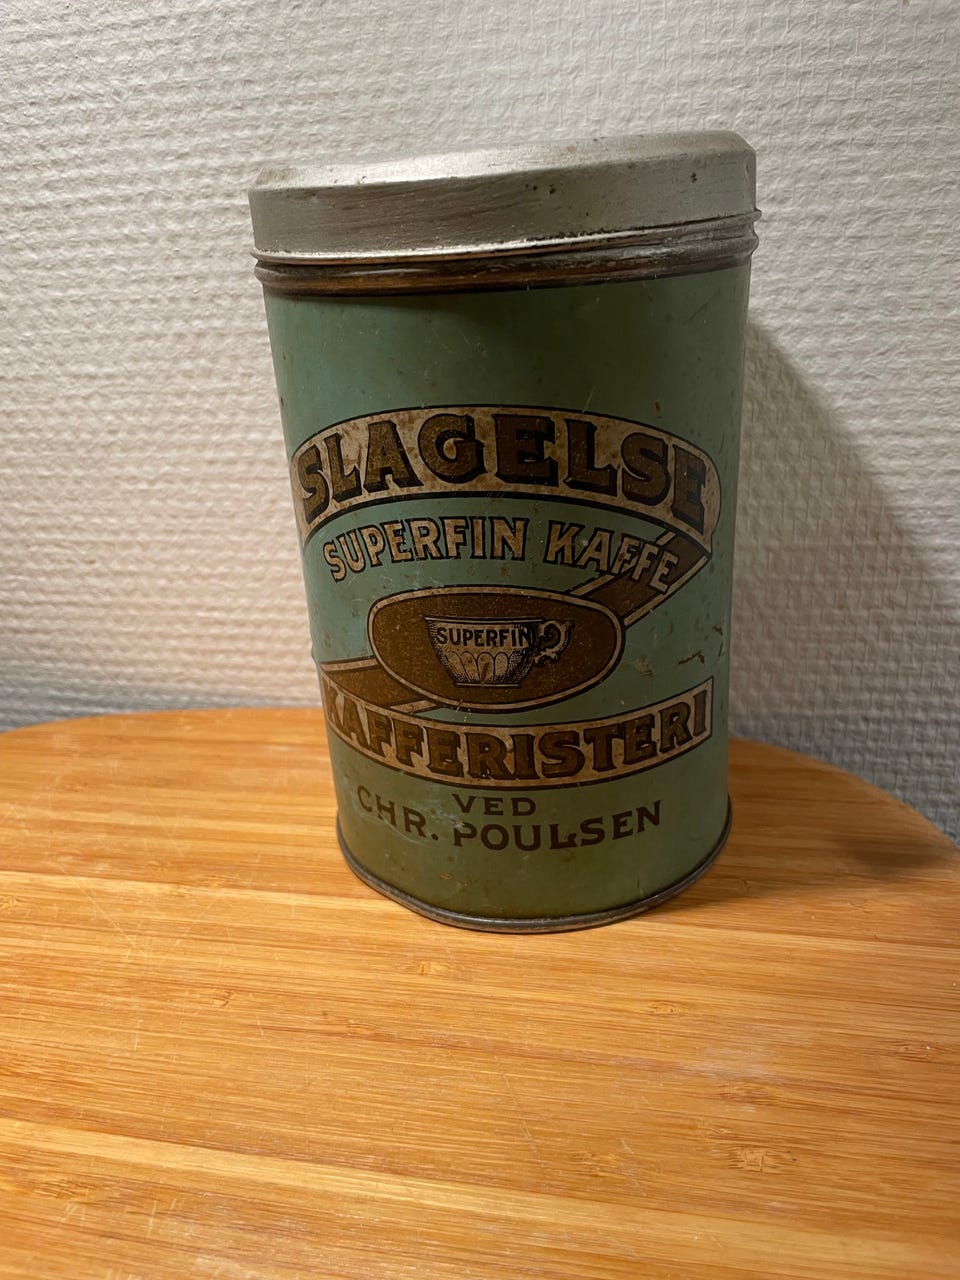 SLAGELSE
SUPERFIN KAFFE
SUPERFIN
KAFFERISTERI
VED
CHR. POULSEN